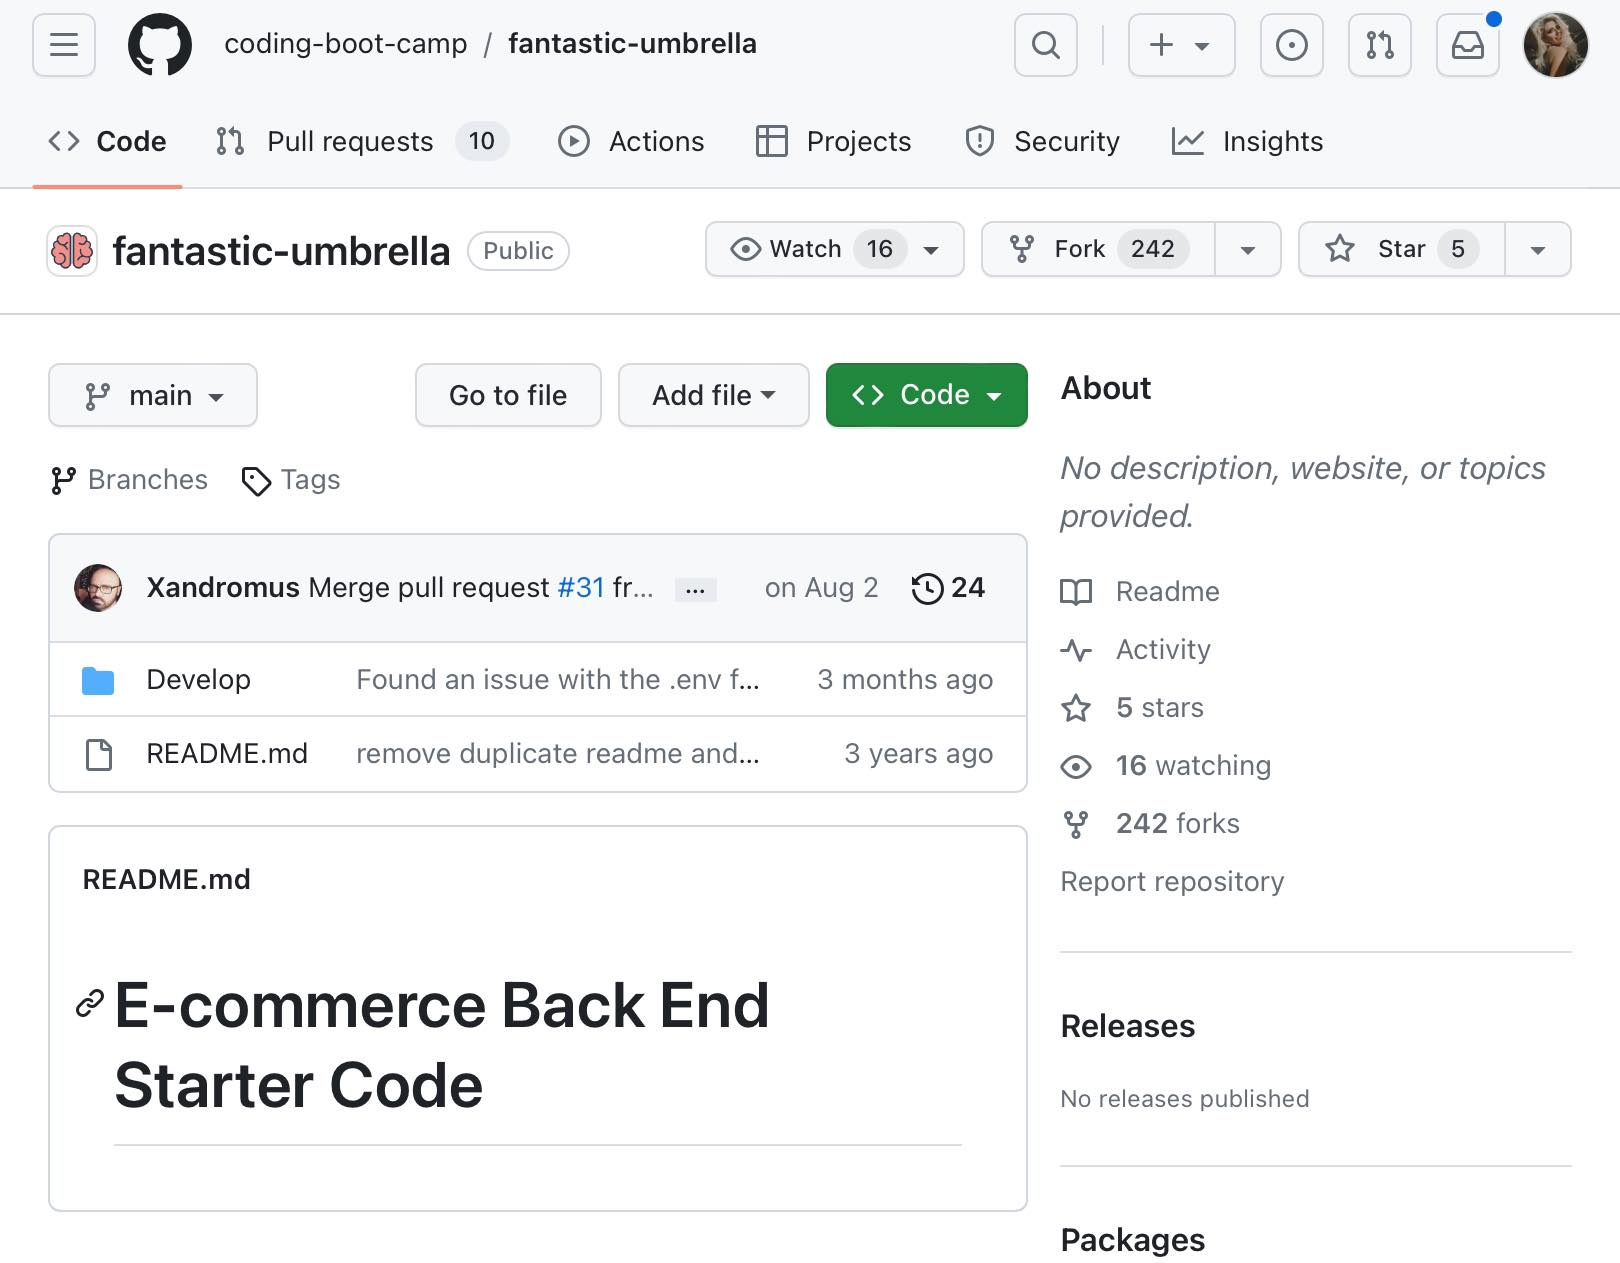 coding-boot-camp / fantastic-umbrella
Code Pull requests 10 Actions Projects Security Insights
fantastic-umbrella Public Watch 16 Fork 242 Star 5
main Go to file Add file Code
Branches Tags
Xandromus Merge pull request #31 fr... ... on Aug 2 24
Develop Found an issue with the .env f... 3 months ago
README.md remove duplicate readme and... 3 years ago
README.md
E-commerce Back End
Starter Code
About
No description, website, or topics
provided.
Readme
Activity
5 stars
16 watching
242 forks
Report repository
Releases
No releases published
Packages